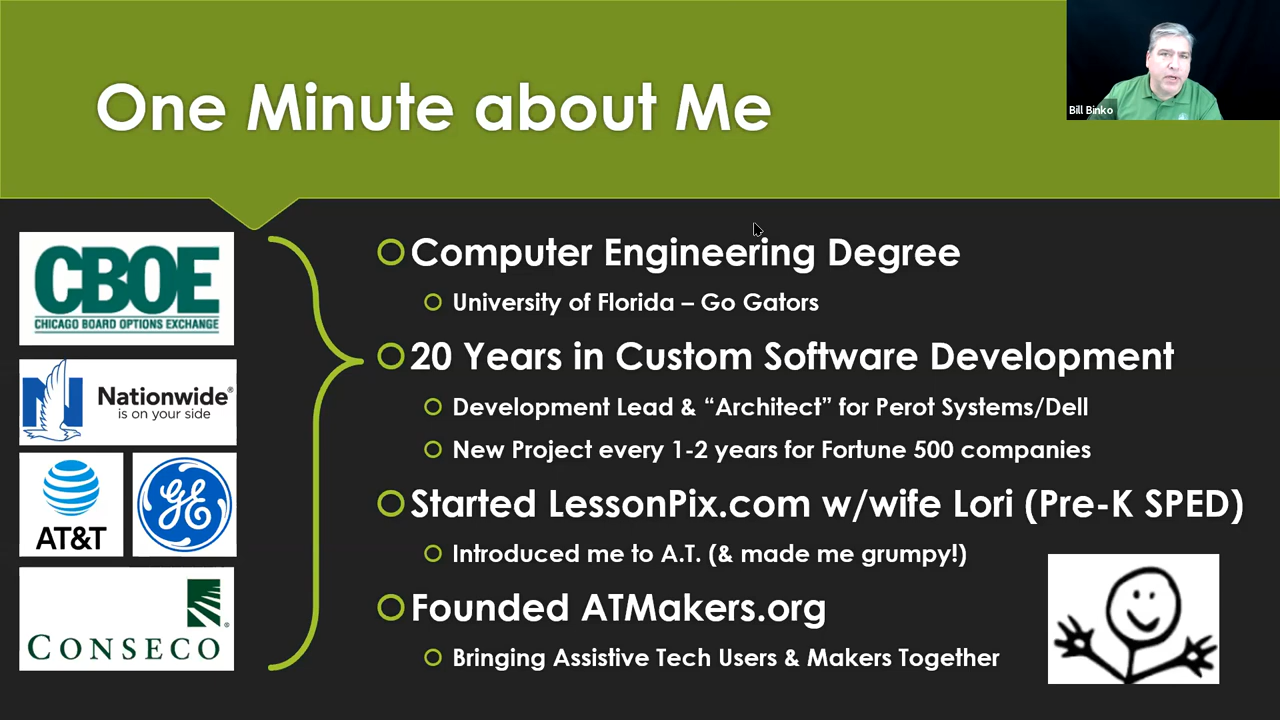 One Minute about Me
Bill Binko
CBOE
CHICAGO BOARD OPTIONS EXCHANGE
Nationwide®
is on your side
AT&T
GE
CONSECO®
Computer Engineering Degree
University of Florida – Go Gators
20 Years in Custom Software Development
Development Lead & “Architect” for Perot Systems/Dell
New Project every 1-2 years for Fortune 500 companies
Started LessonPix.com w/wife Lori (Pre-K SPED)
Introduced me to A.T. (& made me grumpy!)
Founded ATMakers.org
Bringing Assistive Tech Users & Makers Together